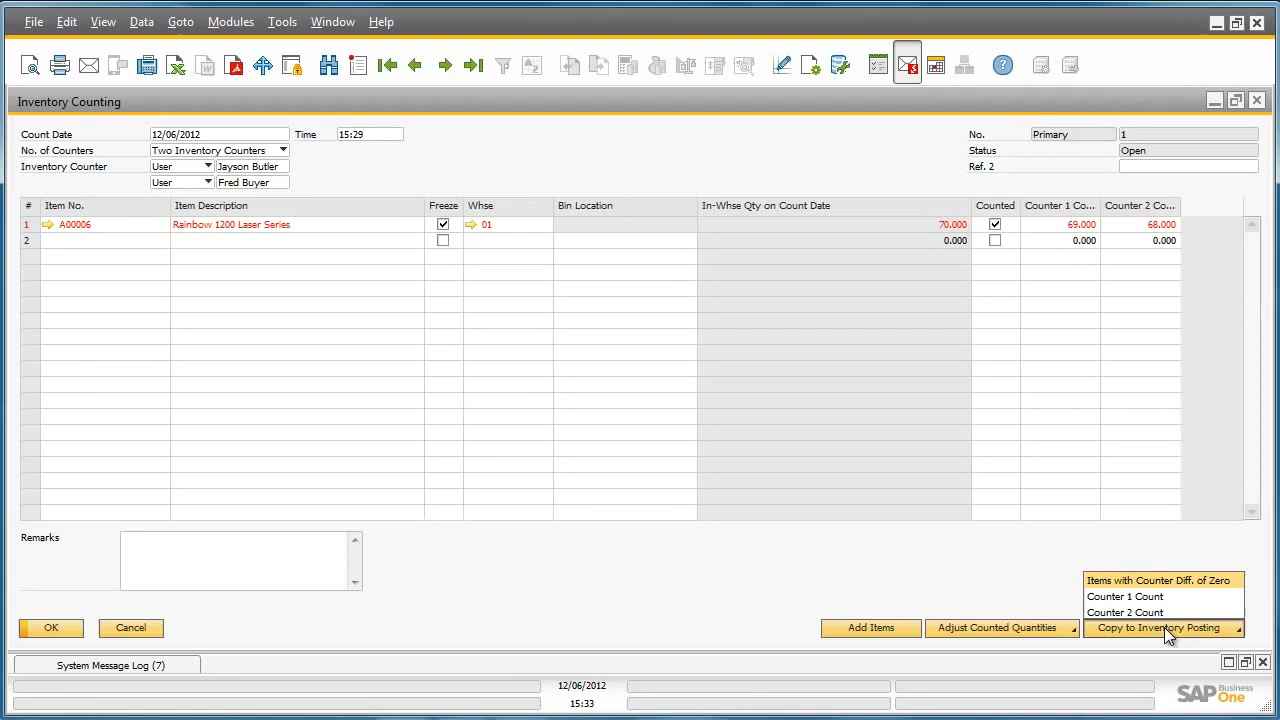 File Edit View Data Goto Modules Tools Window Help
Inventory Counting
Count Date 12/06/2012 Time 15:29 No. Primary 1
No. of Counters Two Inventory Counters Status Open
Inventory Counter User Jayson Butler Ref. 2
User Fred Buyer
# Item No. Item Description Freeze Whse Bin Location In-Whse Qty on Count Date Counted Counter 1 Co... Counter 2 Co...
1 A00006 Rainbow 1200 Laser Series 01 70.000 69.000 68.000
2 0.000 0.000 0.000
Remarks
Items with Counter Diff. of Zero
Counter 1 Count
Counter 2 Count
OK Cancel Add Items Adjust Counted Quantities Copy to Inventory Posting
System Message Log (7)
12/06/2012
15:33
SAP Business One